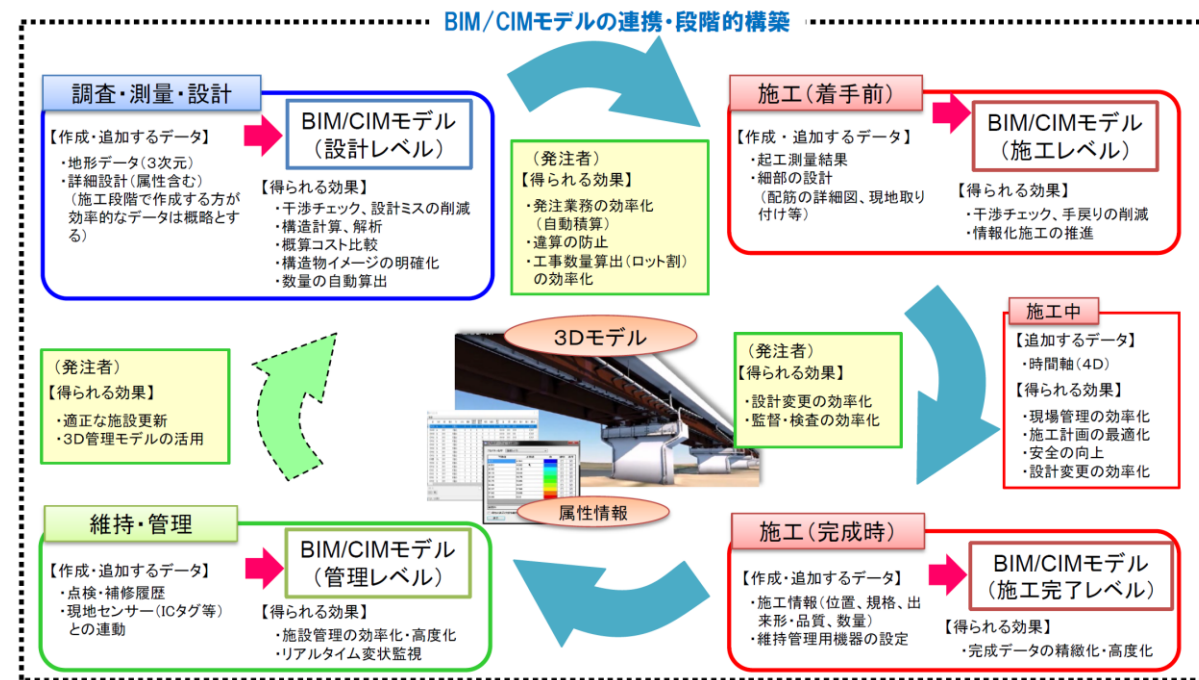 BIM/CIMモデルの連携・段階的構築
調査・測量・設計
【作成・追加するデータ】
・地形データ(３次元)
・詳細設計(属性含む)
(施工段階で作成する方が
効率的なデータは概略とす
る)
BIM/CIMモデル
(設計レベル)
【得られる効果】
・干渉チェック、設計ミスの削減
・構造計算、解析
・概算コスト比較
・構造物イメージの明確化
・数量の自動算出
(発注者)
【得られる効果】
・発注業務の効率化
(自動積算)
・違算の防止
・工事数量算出(ロット割)
の効率化
施工(着手前)
【作成・追加するデータ】
・起工測量結果
・細部の設計
(配筋の詳細図、現地取り
付け等)
BIM/CIMモデル
(施工レベル)
【得られる効果】
・干渉チェック、手戻りの削減
・情報化施工の推進
施工中
【追加するデータ】
・時間軸(４D)
【得られる効果】
・現場管理の効率化
・施工計画の最適化
・安全の向上
・設計変更の効率化
(発注者)
【得られる効果】
・設計変更の効率化
・監督・検査の効率化
3Dモデル
属性情報
(発注者)
【得られる効果】
・適正な施設更新
・3D管理モデルの活用
維持・管理
【作成・追加するデータ】
・点検・補修履歴
・現地センサー(ICタグ等)
との連動
BIM/CIMモデル
(管理レベル)
【得られる効果】
・施設管理の効率化・高度化
・リアルタイム変状監視
施工(完成時)
【作成・追加するデータ】
・施工情報(位置、規格、出
来形・品質、数量)
・維持管理用機器の設定
BIM/CIMモデル
(施工完了レベル)
【得られる効果】
・完成データの精緻化・高度化